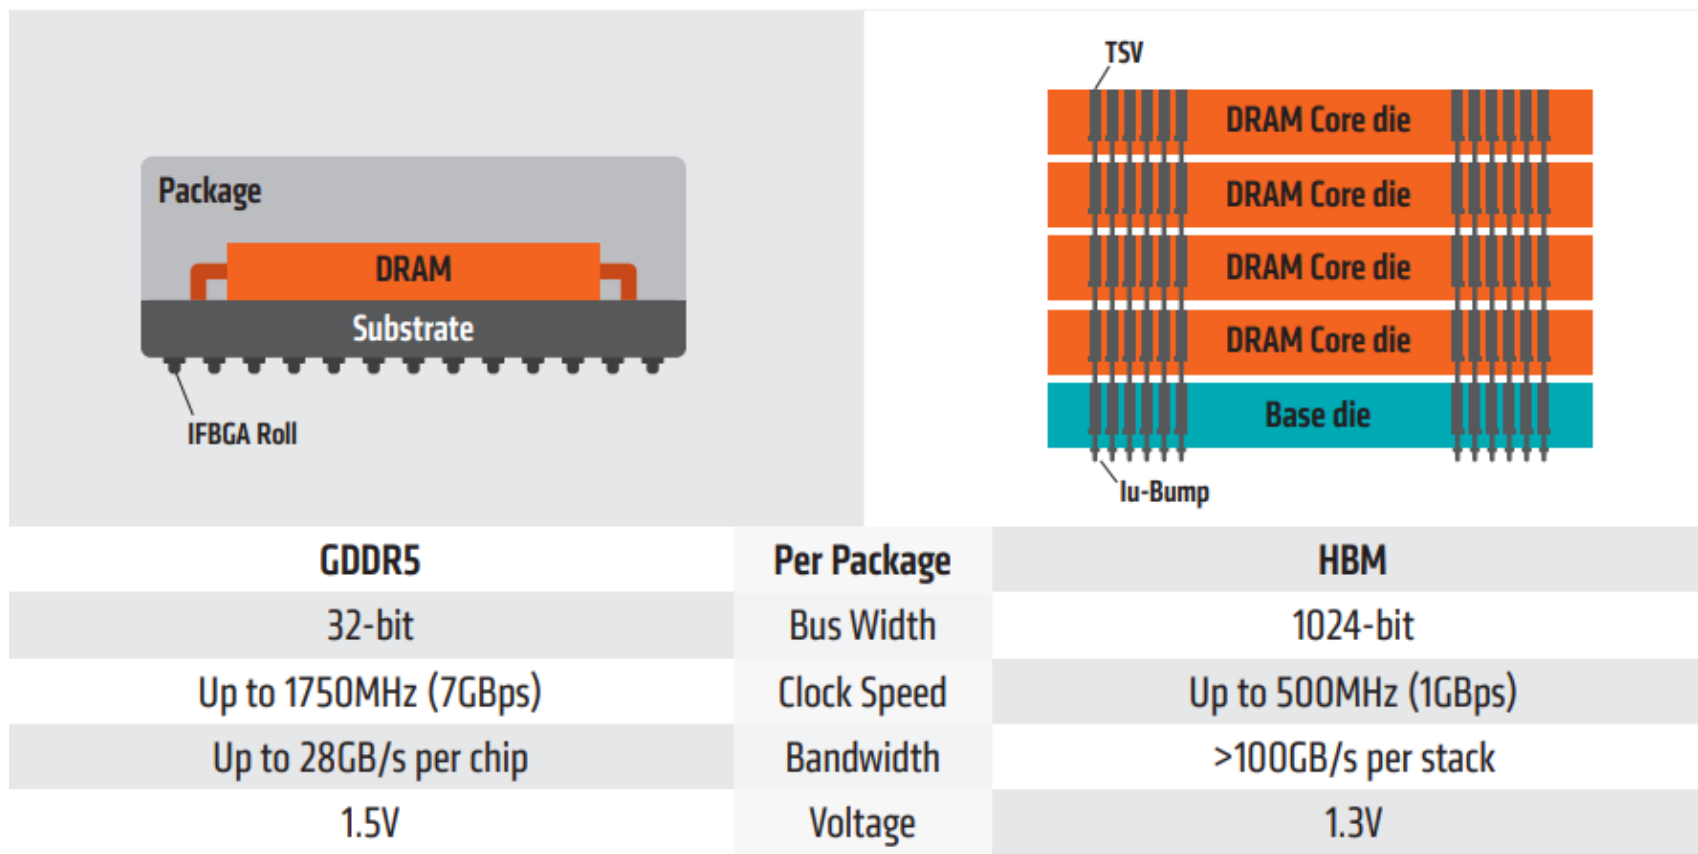 Package
DRAM
Substrate
IFBGA Roll
TSV
DRAM Core die
DRAM Core die
DRAM Core die
DRAM Core die
Base die
Iu-Bump
GDDR5 Per Package HBM
32-bit Bus Width 1024-bit
Up to 1750MHz (7GBps) Clock Speed Up to 500MHz (1GBps)
Up to 28GB/s per chip Bandwidth >100GB/s per stack
1.5V Voltage 1.3V